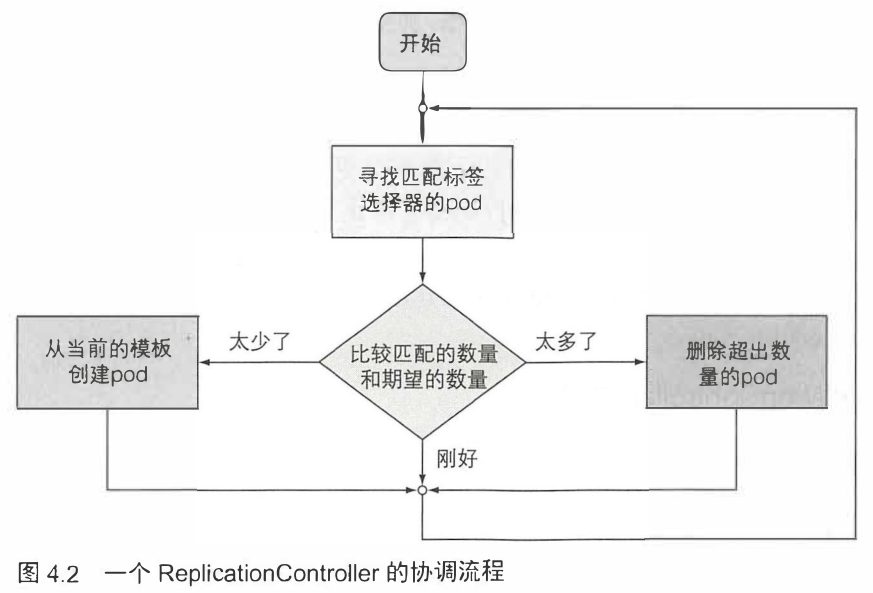 开始
寻找匹配标签
选择器的pod
太少了
太多了
从当前的模板
创建pod
比较匹配的数量
和期望的数量
删除超出数
量的pod
刚好
图 4.2 一个 ReplicationController 的协调流程